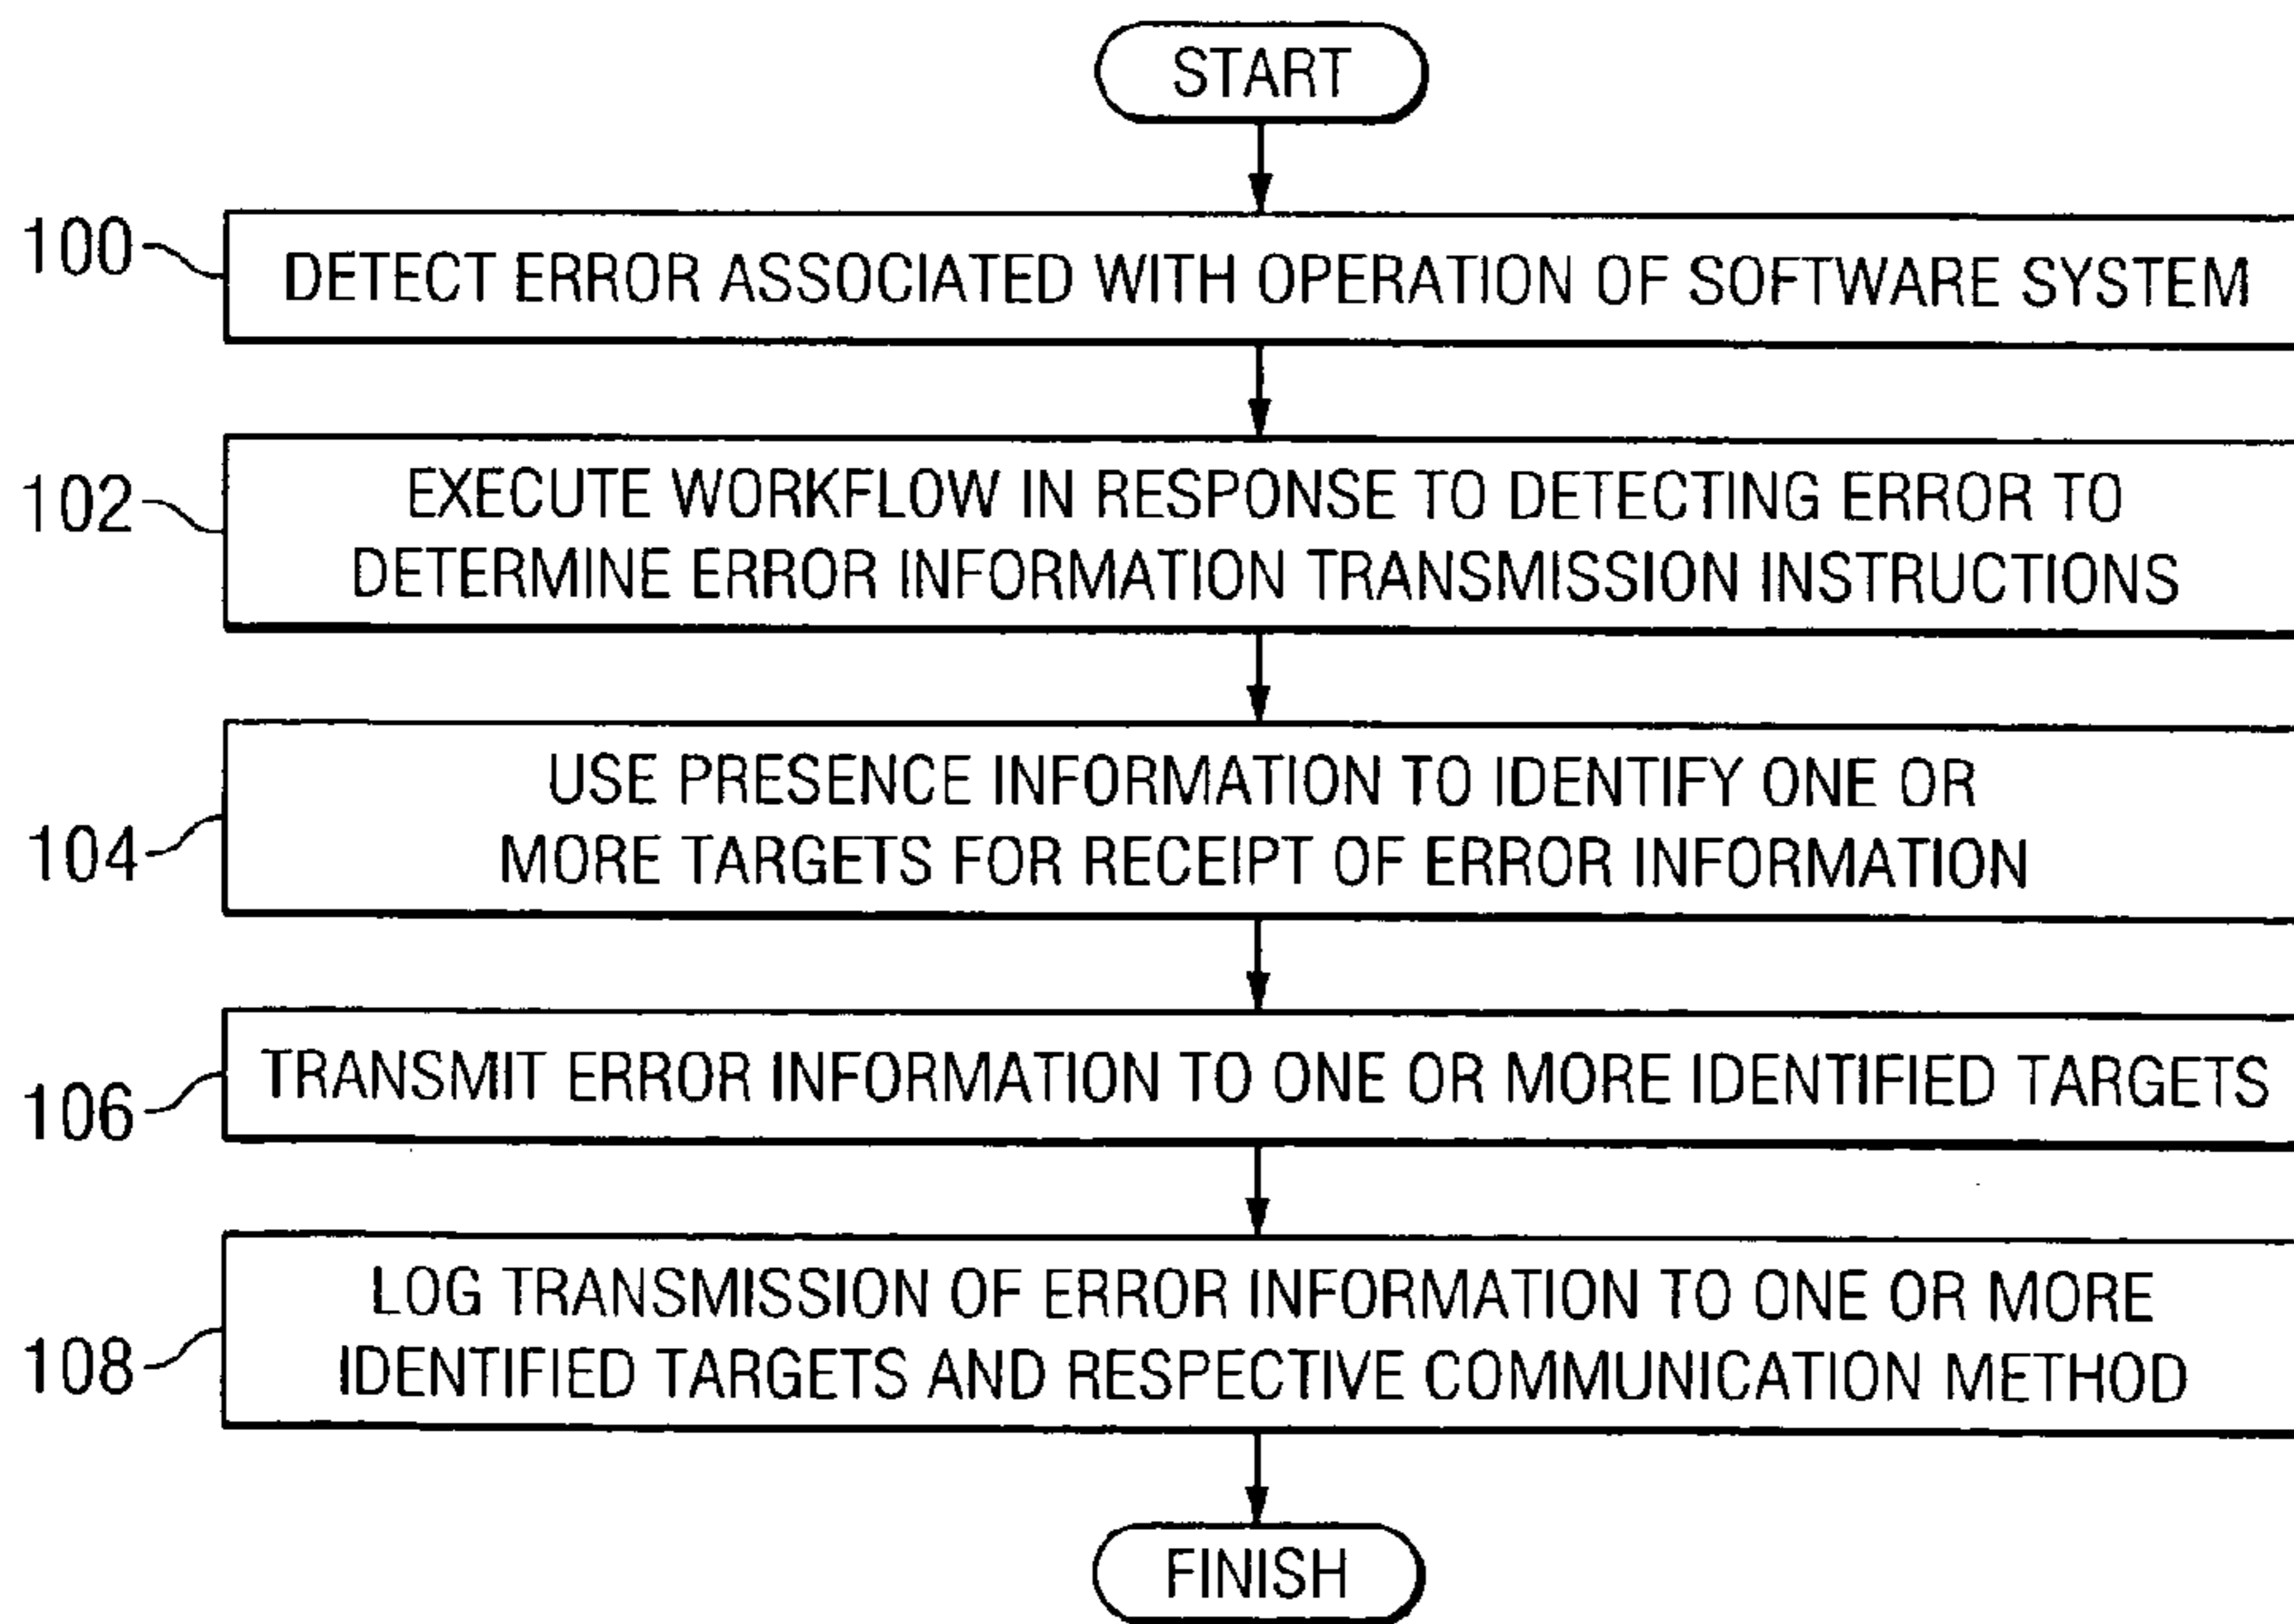 START
100
DETECT ERROR ASSOCIATED WITH OPERATION OF SOFTWARE SYSTEM
102
EXECUTE WORKFLOW IN RESPONSE TO DETECTING ERROR TO
DETERMINE ERROR INFORMATION TRANSMISSION INSTRUCTIONS
104
USE PRESENCE INFORMATION TO IDENTIFY ONE OR
MORE TARGETS FOR RECEIPT OF ERROR INFORMATION
106
TRANSMIT ERROR INFORMATION TO ONE OR MORE IDENTIFIED TARGETS
108
LOG TRANSMISSION OF ERROR INFORMATION TO ONE OR MORE
IDENTIFIED TARGETS AND RESPECTIVE COMMUNICATION METHOD
FINISH